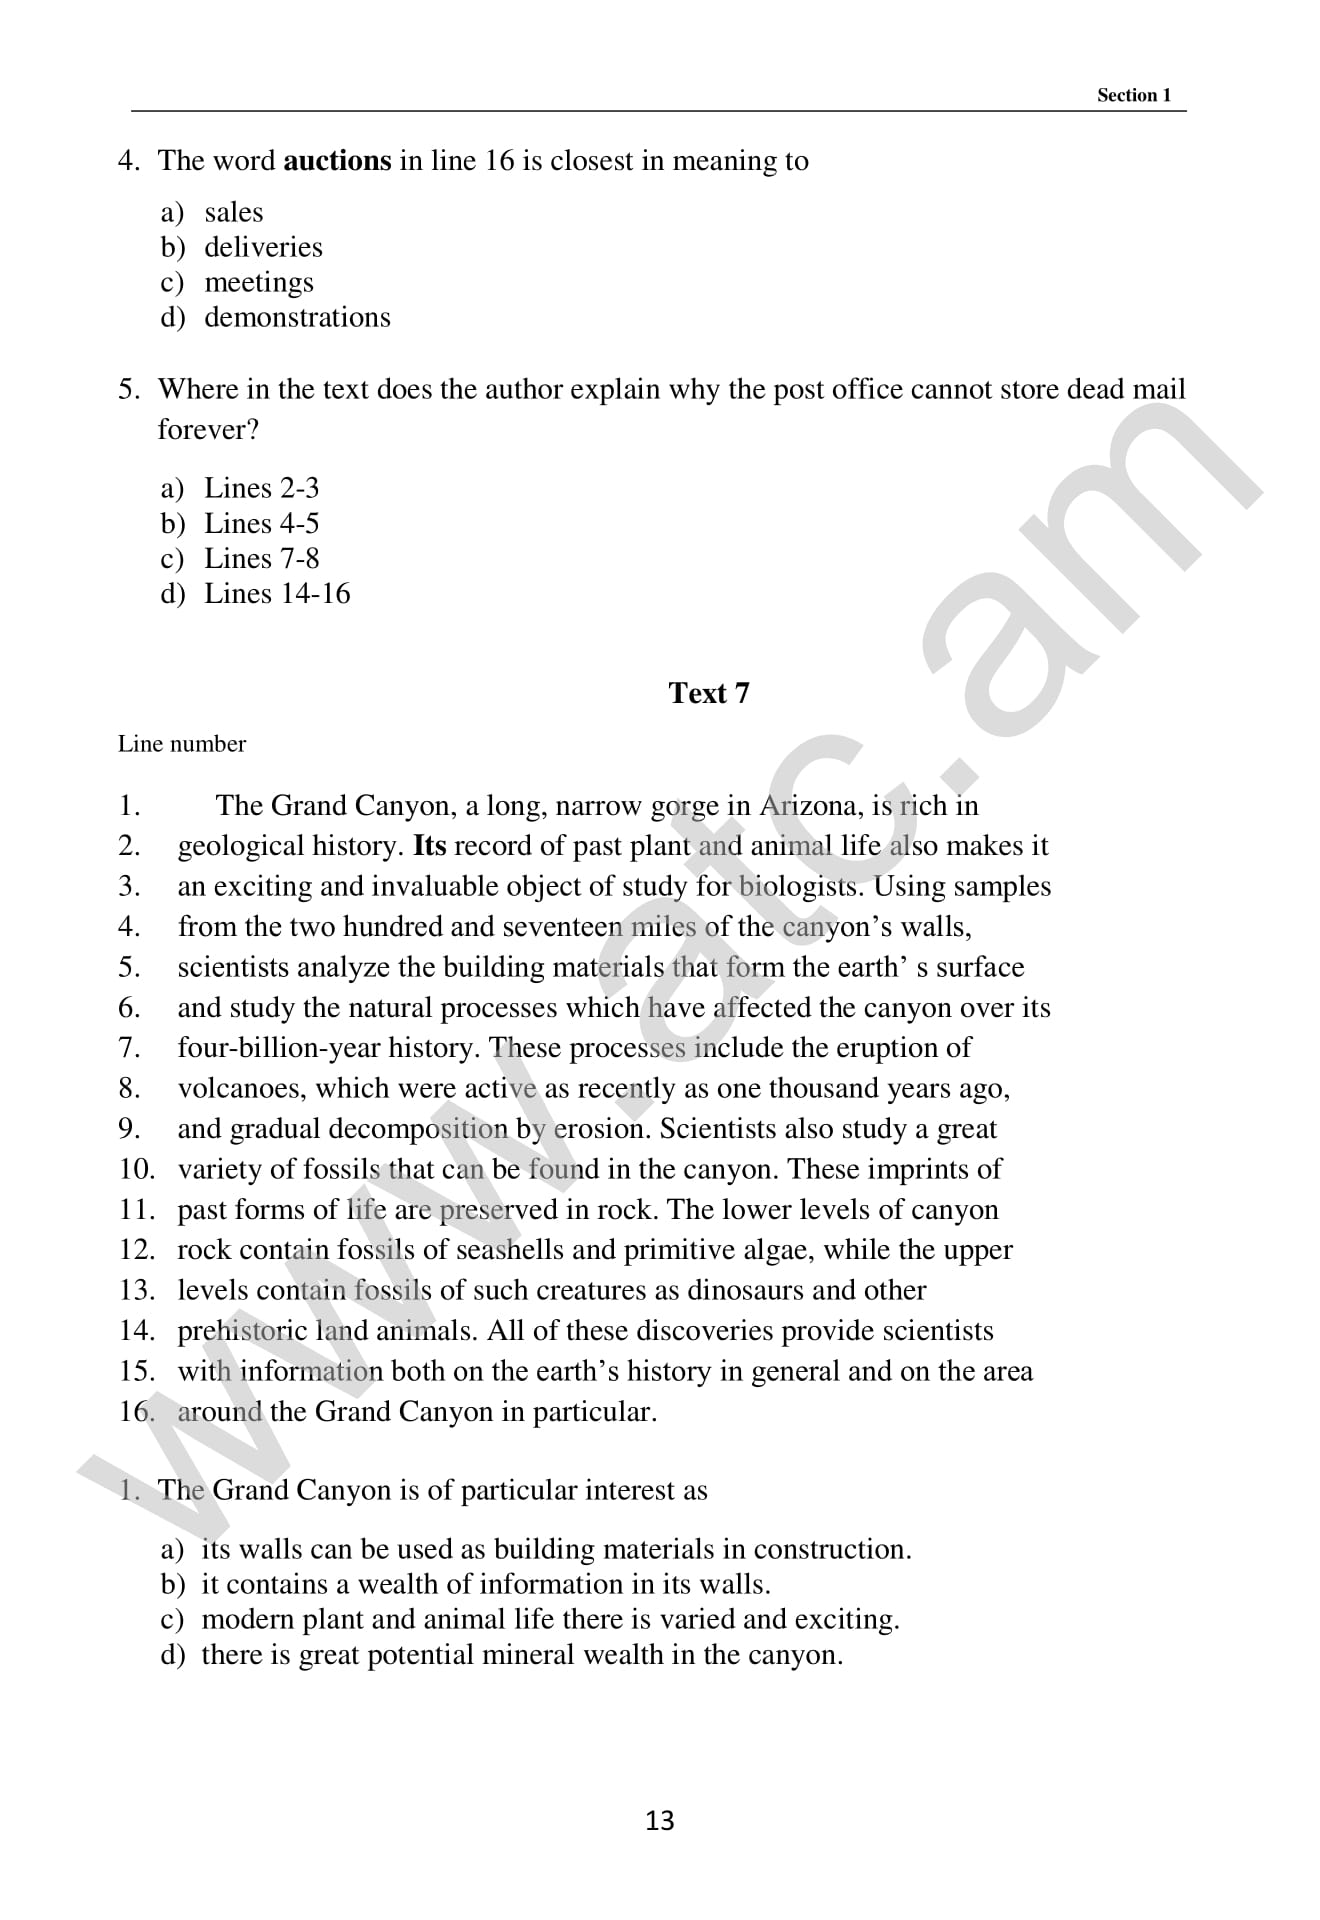 Section 1
4. The word auctions in line 16 is closest in meaning to
a) sales
b) deliveries
c) meetings
d) demonstrations
5. Where in the text does the author explain why the post office cannot store dead mail
forever?
a) Lines 2-3
b) Lines 4-5
c) Lines 7-8
d) Lines 14-16
Text 7
Line number
1. The Grand Canyon, a long, narrow gorge in Arizona, is rich in
2. geological history. Its record of past plant and animal life also makes it
3. an exciting and invaluable object of study for biologists. Using samples
4. from the two hundred and seventeen miles of the canyon’s walls,
5. scientists analyze the building materials that form the earth’ s surface
6. and study the natural processes which have affected the canyon over its
7. four-billion-year history. These processes include the eruption of
8. volcanoes, which were active as recently as one thousand years ago,
9. and gradual decomposition by erosion. Scientists also study a great
10. variety of fossils that can be found in the canyon. These imprints of
11. past forms of life are preserved in rock. The lower levels of canyon
12. rock contain fossils of seashells and primitive algae, while the upper
13. levels contain fossils of such creatures as dinosaurs and other
14. prehistoric land animals. All of these discoveries provide scientists
15. with information both on the earth’s history in general and on the area
16. around the Grand Canyon in particular.
1. The Grand Canyon is of particular interest as
a) its walls can be used as building materials in construction.
b) it contains a wealth of information in its walls.
c) modern plant and animal life there is varied and exciting.
d) there is great potential mineral wealth in the canyon.
13
www.atc.am